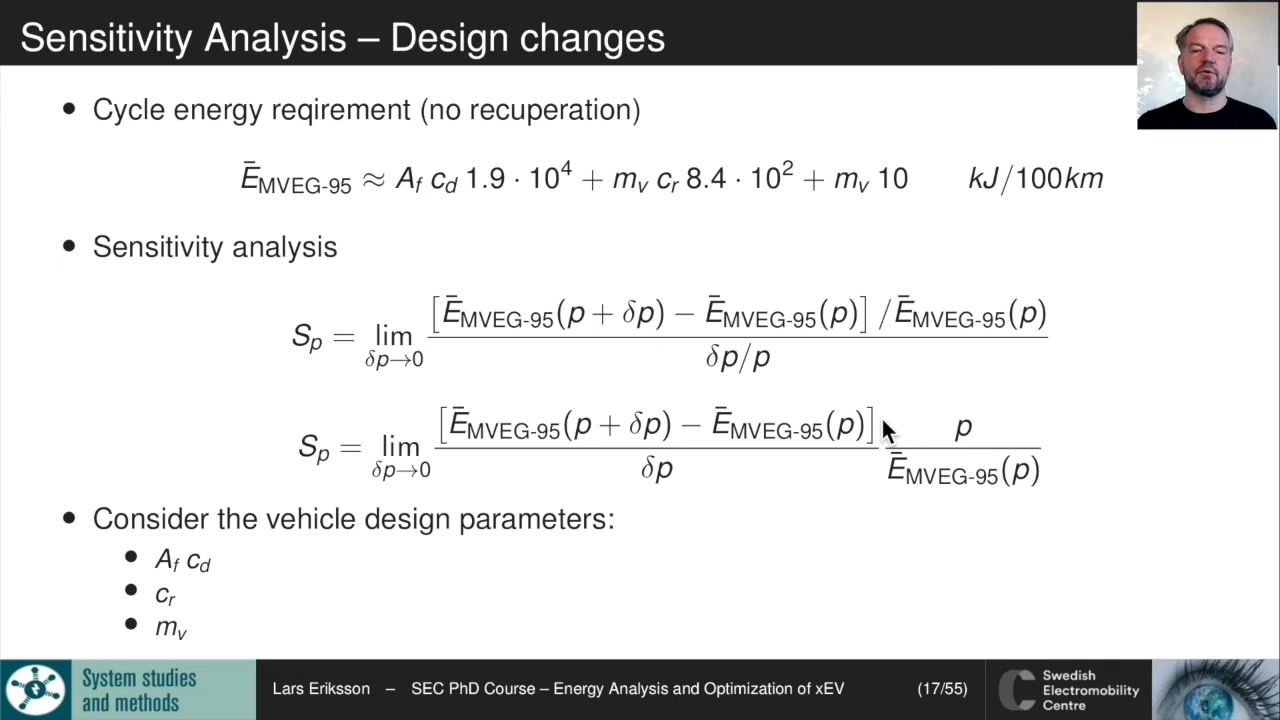 Sensitivity Analysis – Design changes
• Cycle energy reqirement (no recuperation)
Ē_MVEG-95 ≈ A_f c_d 1.9 · 10^4 + m_v c_r 8.4 · 10^2 + m_v 10 kJ/100km
• Sensitivity analysis
S_p = lim_{δp→0} [Ē_MVEG-95(p + δp) − Ē_MVEG-95(p)] / Ē_MVEG-95(p)
δp/p
S_p = lim_{δp→0} [Ē_MVEG-95(p + δp) − Ē_MVEG-95(p)] p
δp Ē_MVEG-95(p)
• Consider the vehicle design parameters:
• A_f c_d
• c_r
• m_v
System studies
and methods
Lars Eriksson – SEC PhD Course – Energy Analysis and Optimization of xEV (17/55)
Swedish
Electromobility
Centre